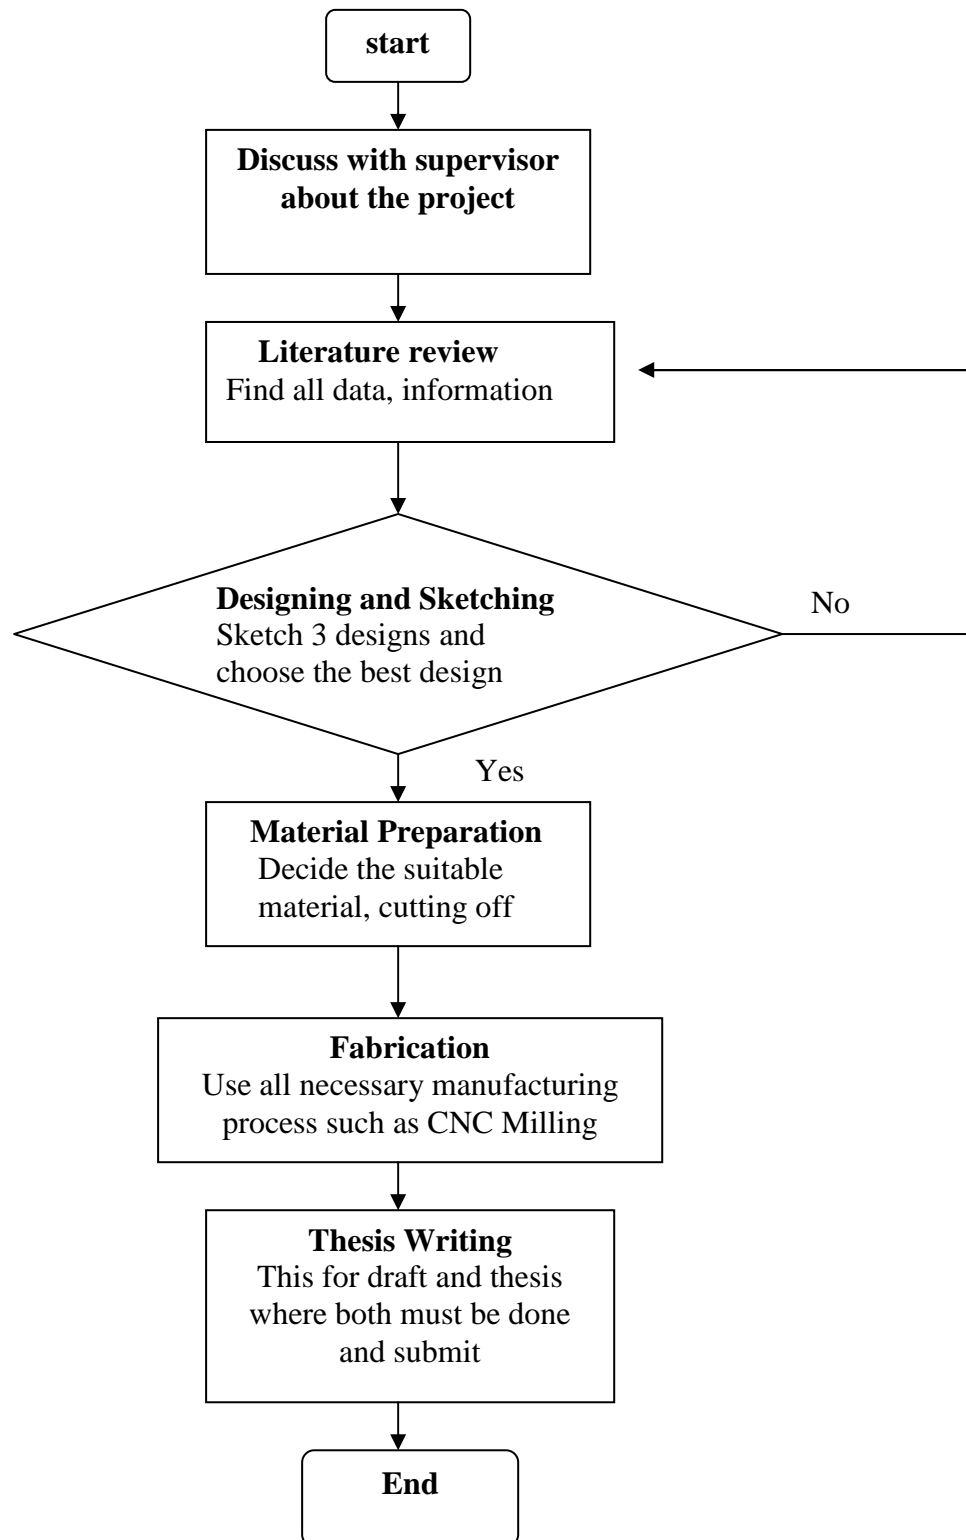 start
Discuss with supervisor
about the project
Literature review
Find all data, information
Designing and Sketching
Sketch 3 designs and
choose the best design
No
Yes
Material Preparation
Decide the suitable
material, cutting off
Fabrication
Use all necessary manufacturing
process such as CNC Milling
Thesis Writing
This for draft and thesis
where both must be done
and submit
End